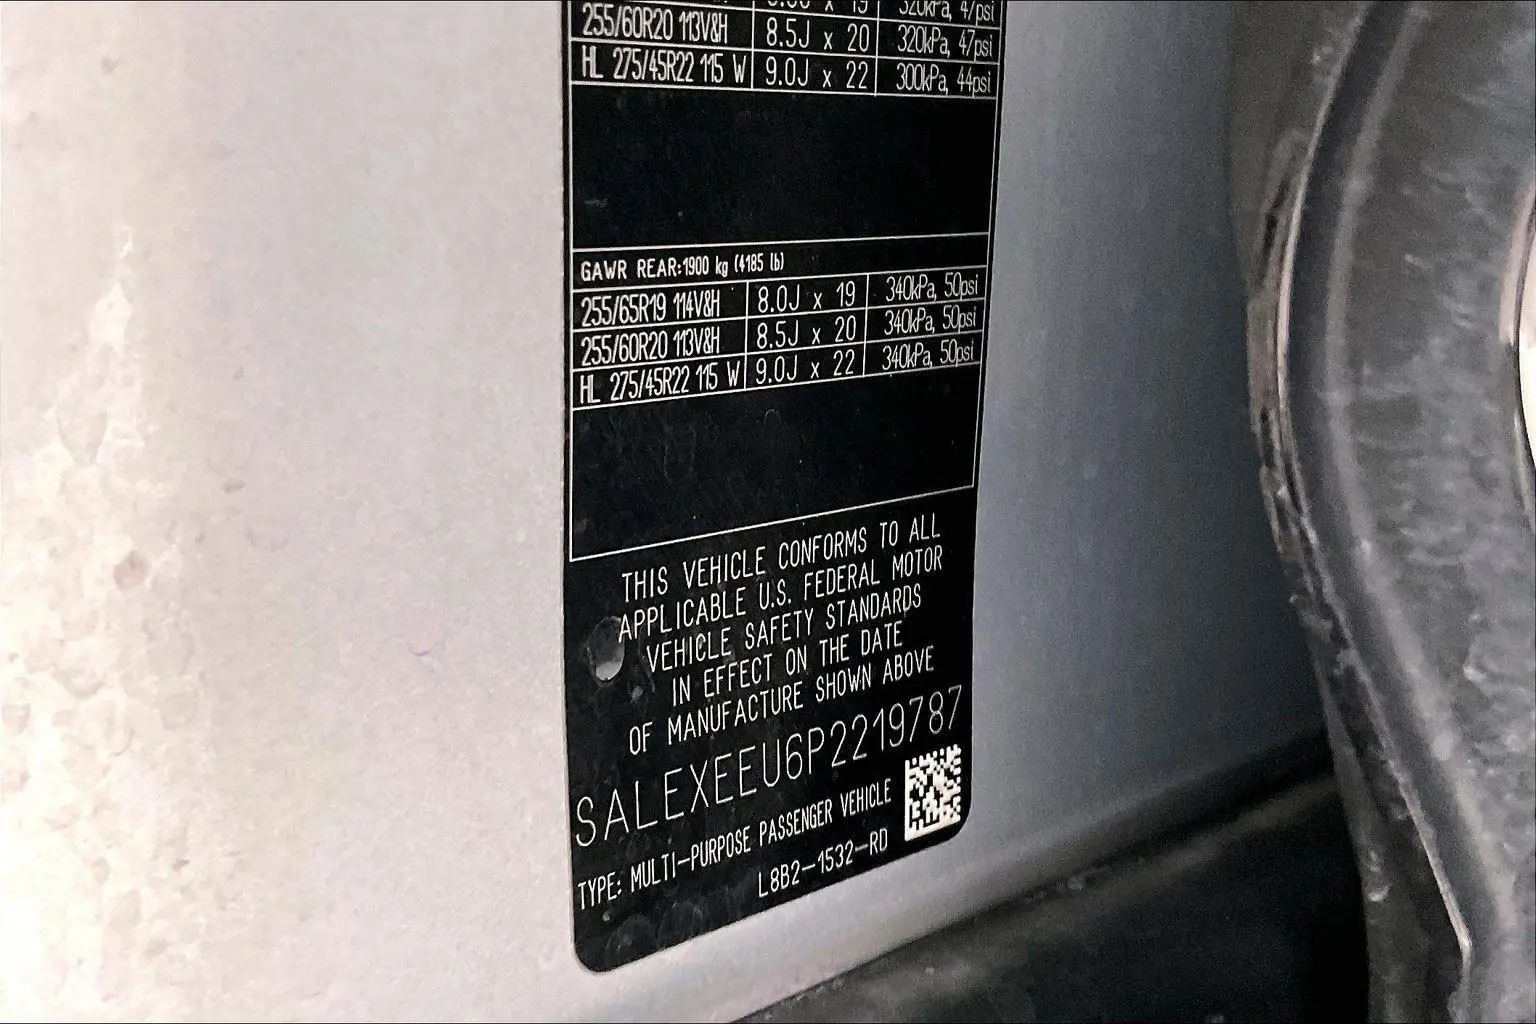 320kPa, 47psi
255/60R20 113V&H 8.5J x 20 320kPa, 47psi
HL 275/45R22 115 W 9.0J x 22 300kPa, 44psi
GAWR REAR:1900 kg (4185 lb)
255/65R19 114V&H 8.0J x 19 340kPa, 50psi
255/60R20 113V&H 8.5J x 20 340kPa, 50psi
HL 275/45R22 115 W 9.0J x 22 340kPa, 50psi
THIS VEHICLE CONFORMS TO ALL
APPLICABLE U.S. FEDERAL MOTOR
VEHICLE SAFETY STANDARDS
IN EFFECT ON THE DATE
OF MANUFACTURE SHOWN ABOVE
SALEXEEU6P2219787
TYPE: MULTI-PURPOSE PASSENGER VEHICLE
L8B2-1532-RD